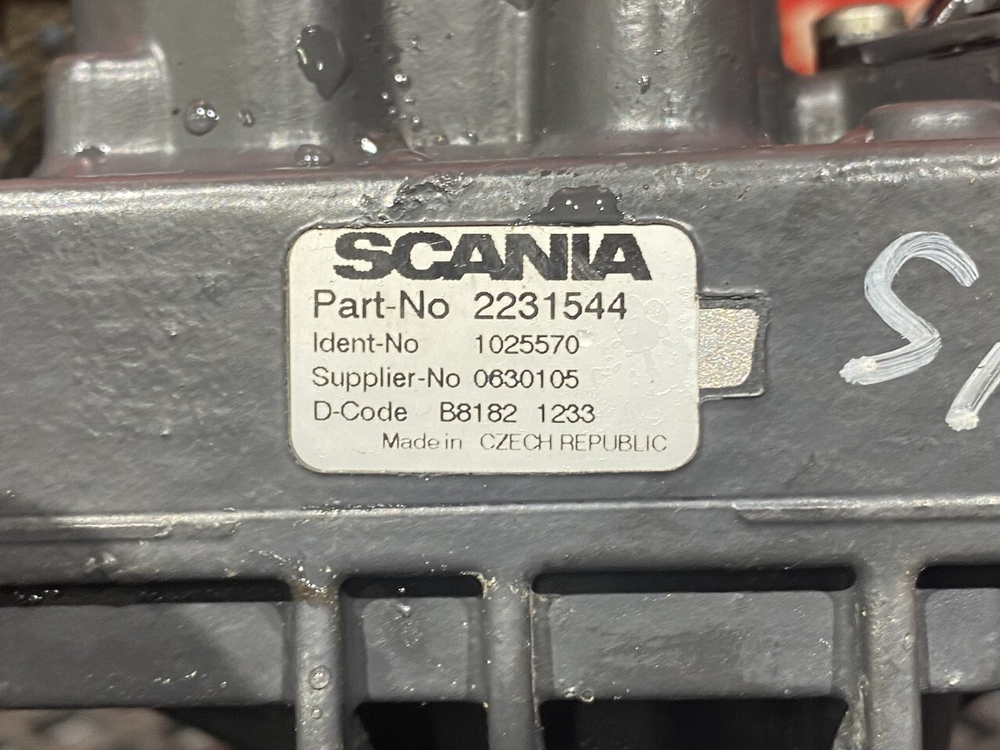 SCANIA
Part-No 2231544
Ident-No 1025570
Supplier-No 0630105
D-Code B8182 1233
Made in CZECH REPUBLIC